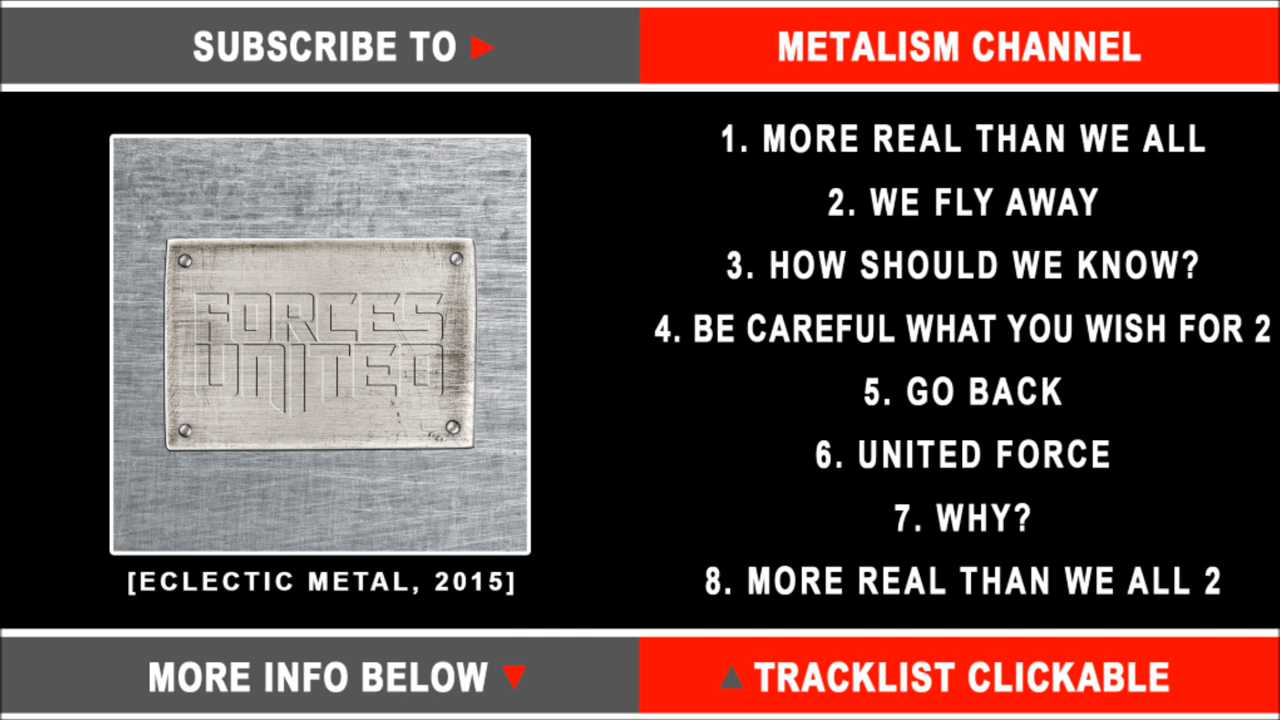 SUBSCRIBE TO
METALISM CHANNEL
FORCES
UNITED
[ECLECTIC METAL, 2015]
1. MORE REAL THAN WE ALL
2. WE FLY AWAY
3. HOW SHOULD WE KNOW?
4. BE CAREFUL WHAT YOU WISH FOR 2
5. GO BACK
6. UNITED FORCE
7. WHY?
8. MORE REAL THAN WE ALL 2
MORE INFO BELOW
TRACKLIST CLICKABLE